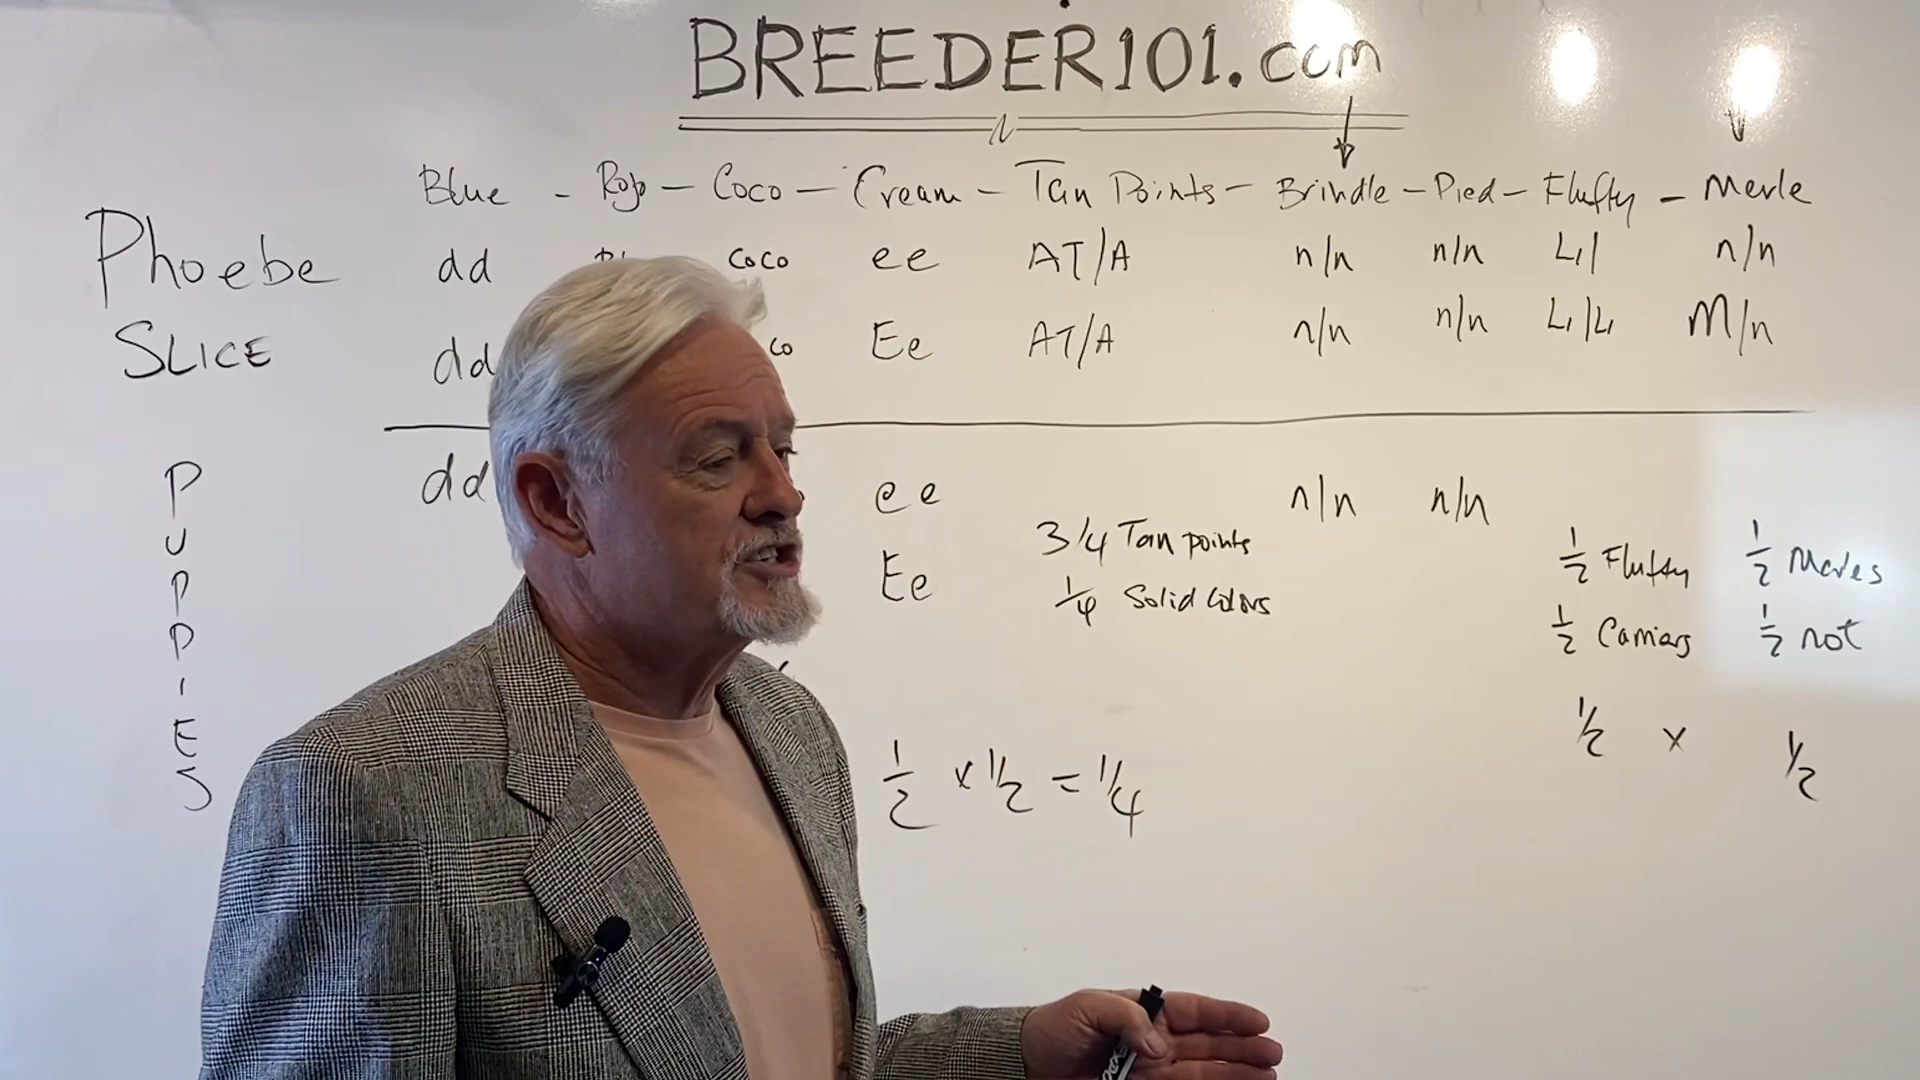 BREEDER101.com
Blue - Rojo - Coco - Cream - Tan Points - Brindle - Pied - Fluffy - Merle
Phoebe dd COCO ee AT/A n/n n/n L1/ n/n
SLICE dd co Ee AT/A n/n n/n L1/L1 M/n
PUPPIES
dd ee n/n n/n
3/4 Tan points
Ee 1/4 Solid Colors
1/2 Fluffy 1/2 Merles
1/2 Carriers 1/2 not
1/2 x 1/2
1/2 x 1/2 = 1/4